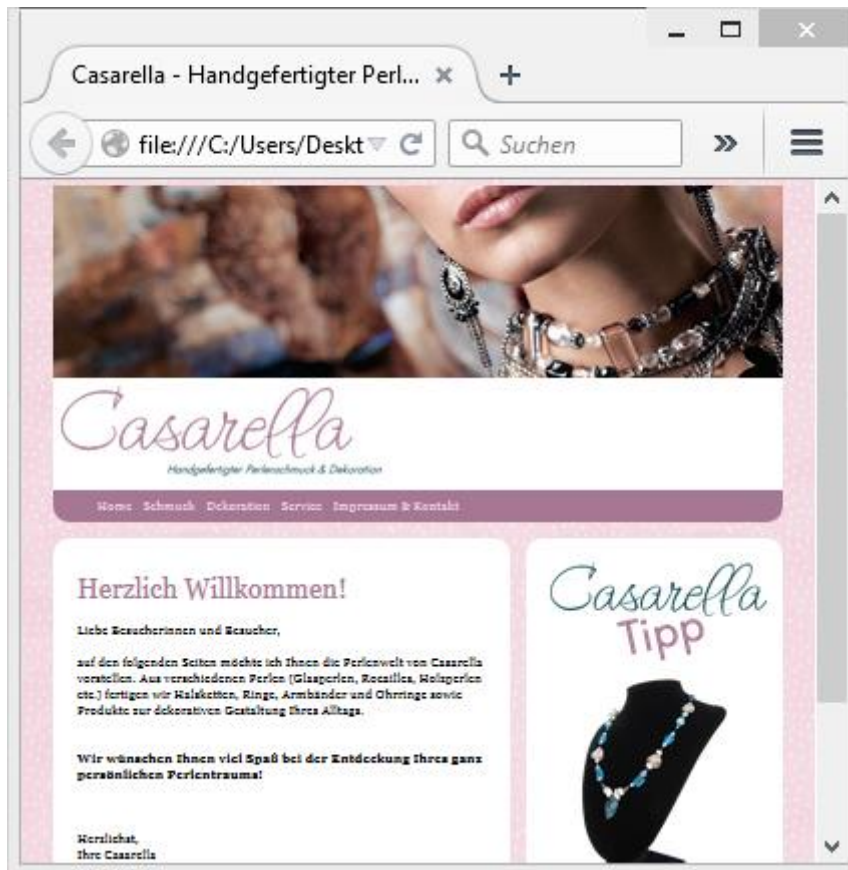 Casarella - Handgefertigter Perl...
file:///C:/Users/Deskt
Suchen
Casarella
Handgefertigter Perlenschmuck & Dekoration
Home Schmuck Dekoration Service Impressum & Kontakt
Herzlich Willkommen!
Liebe Besucherinnen und Besucher,
auf den folgenden Seiten möchte ich Ihnen die Perlenwelt von Casarella
vorstellen. Aus verschiedenen Perlen (Glasperlen, Rocailles, Holzperlen
etc.) fertigen wir Halsketten, Ringe, Armbänder und Ohrringe sowie
Produkte zur dekorativen Gestaltung Ihres Alltags.
Wir wünschen Ihnen viel Spaß bei der Entdeckung Ihres ganz
persönlichen Perlentraums!
Herzlichst,
Ihre Casarella
Casarella
Tipp